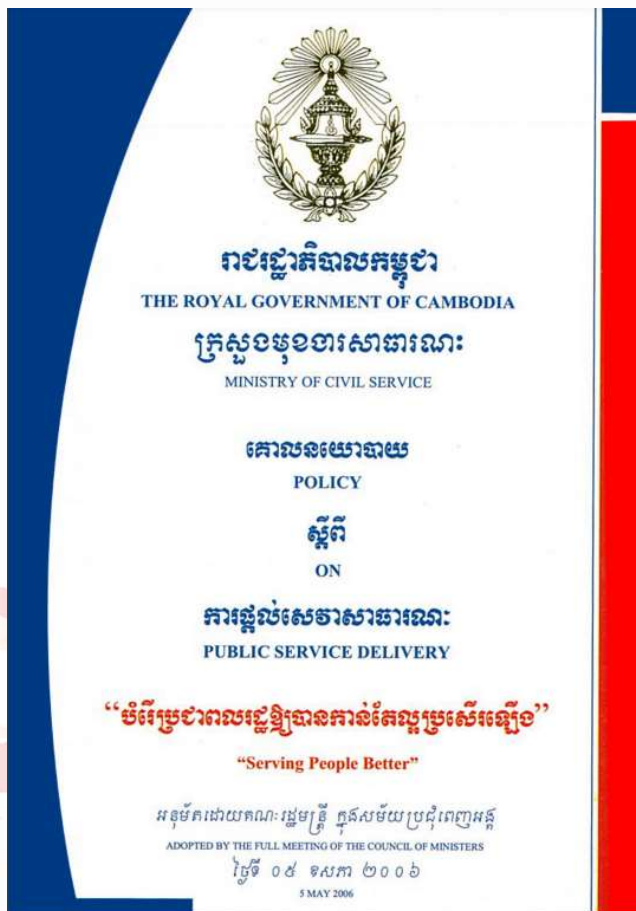 រាជរដ្ឋាភិបាលកម្ពុជា
THE ROYAL GOVERNMENT OF CAMBODIA
ក្រសួងមុខងារសាធារណៈ
MINISTRY OF CIVIL SERVICE
គោលនយោបាយ
POLICY
ស្តីពី
ON
ការផ្តល់សេវាសាធារណៈ
PUBLIC SERVICE DELIVERY
“បំរើប្រជាពលរដ្ឋឱ្យបានកាន់តែល្អប្រសើរឡើង”
“Serving People Better”
អនុម័តដោយគណៈរដ្ឋមន្ត្រី ក្នុងសម័យប្រជុំពេញអង្គ
ADOPTED BY THE FULL MEETING OF THE COUNCIL OF MINISTERS
ថ្ងៃទី ០៥ ឧសភា ២០០៦
5 MAY 2006